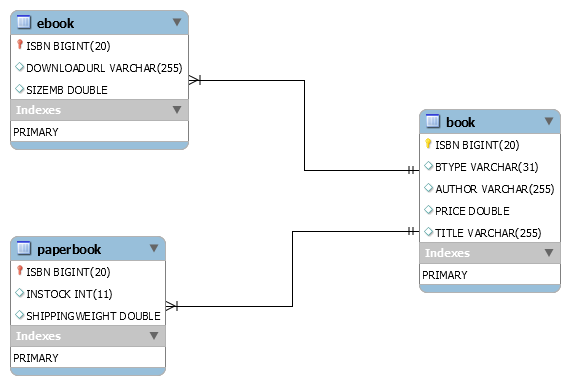 ebook
ISBN BIGINT(20)
DOWNLOADURL VARCHAR(255)
SIZEMB DOUBLE
Indexes
PRIMARY
book
ISBN BIGINT(20)
BTYPE VARCHAR(31)
AUTHOR VARCHAR(255)
PRICE DOUBLE
TITLE VARCHAR(255)
Indexes
PRIMARY
paperbook
ISBN BIGINT(20)
INSTOCK INT(11)
SHIPPINGWEIGHT DOUBLE
Indexes
PRIMARY